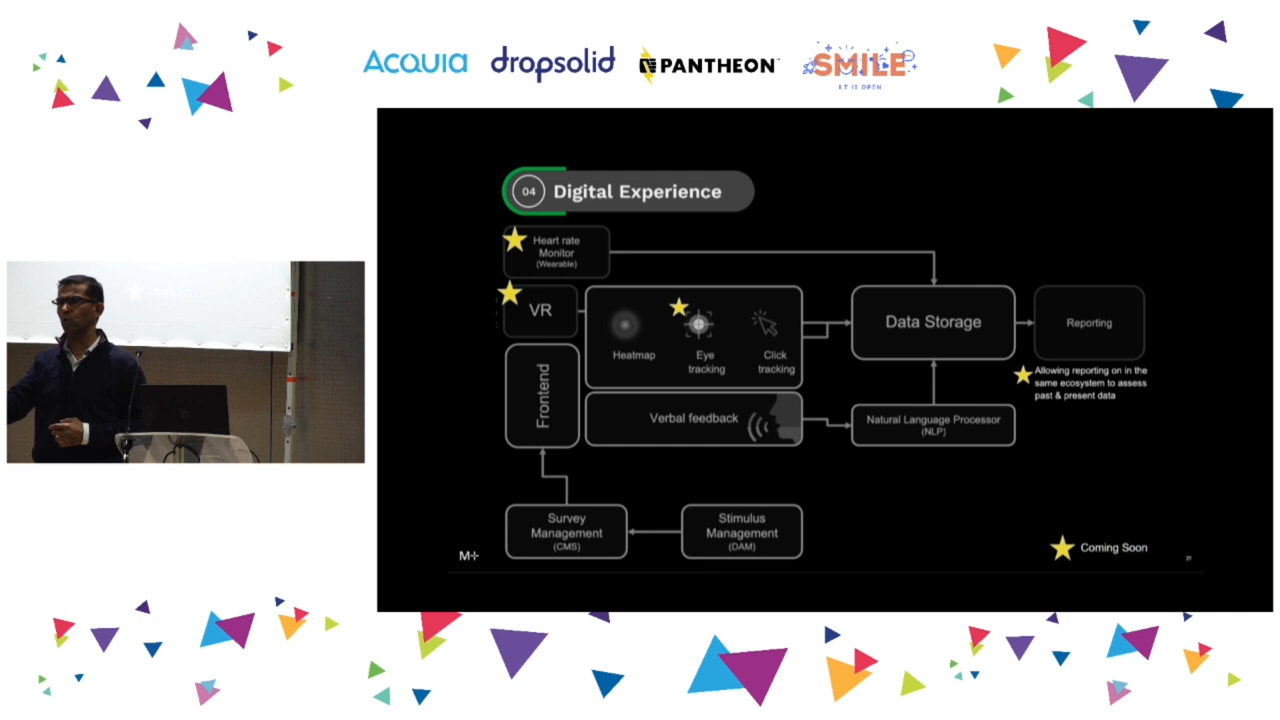 ACQUIA
dropsolid
PANTHEON
SMILE
IT IS OPEN
04
Digital Experience
Heart rate
Monitor
(Wearable)
VR
Heatmap
Eye
tracking
Click
tracking
Data Storage
Reporting
Allowing reporting on in the
same ecosystem to assess
past & present data
Frontend
Verbal feedback
Natural Language Processor
(NLP)
Survey
Management
(CMS)
Stimulus
Management
(DAM)
Coming Soon
M+
31